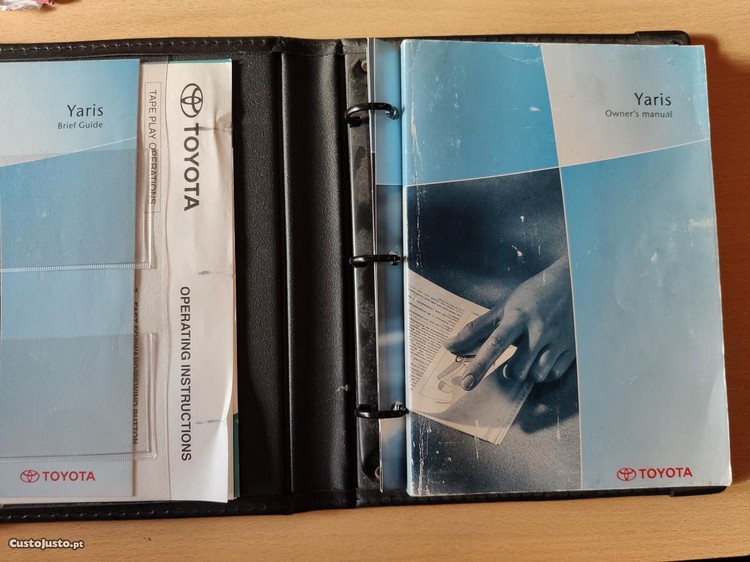 Yaris
Brief Guide
TOYOTA
TAPE PLAY OPERATIONS
TOYOTA
OPERATING INSTRUCTIONS
Yaris
Owner's manual
TOYOTA
CustoJusto.pt